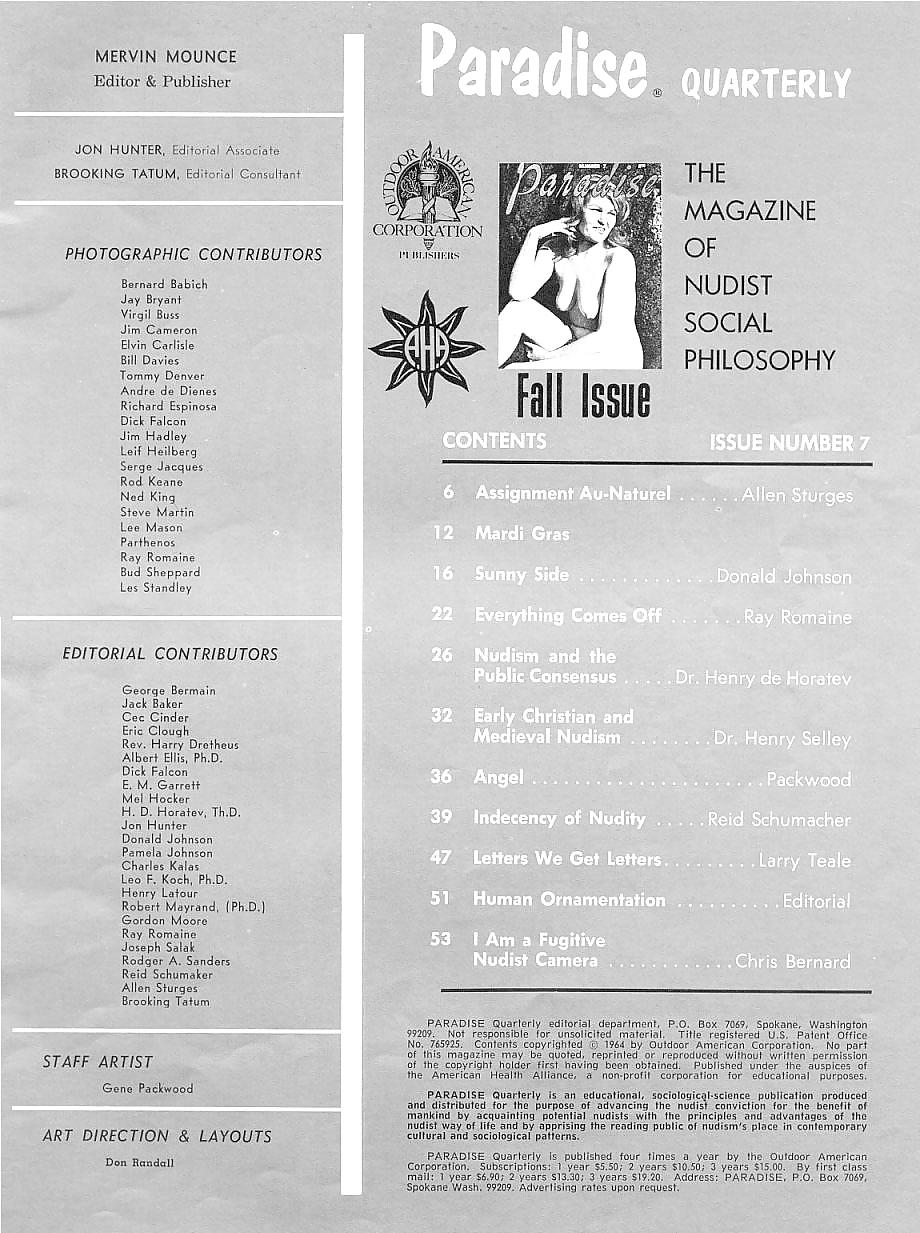 MERVIN MOUNCE
Editor & Publisher
JON HUNTER, Editorial Associate
BROOKING TATUM, Editorial Consultant
PHOTOGRAPHIC CONTRIBUTORS
Bernard Babich
Jay Bryant
Virgil Buss
Jim Cameron
Elvin Carlisle
Bill Davies
Tommy Denver
Andre de Dienes
Richard Espinosa
Dick Falcon
Jim Hadley
Leif Heilberg
Serge Jacques
Rod Keane
Ned King
Steve Martin
Lee Mason
Parthenos
Ray Romaine
Bud Sheppard
Les Standley
EDITORIAL CONTRIBUTORS
George Bermain
Jack Baker
Cec Cinder
Eric Clough
Rev. Harry Dretheus
Albert Ellis, Ph.D.
Dick Falcon
E. M. Garrett
Mel Hocker
H. D. Horatev, Th.D.
Jon Hunter
Donald Johnson
Pamela Johnson
Charles Kalas
Leo F. Koch, Ph.D.
Henry Latour
Robert Mayrand, (Ph.D.)
Gordon Moore
Ray Romaine
Joseph Salak
Rodger A. Sanders
Reid Schumaker
Allen Sturges
Brooking Tatum
STAFF ARTIST
Gene Packwood
ART DIRECTION & LAYOUTS
Don Randall
Paradise® QUARTERLY
OUTDOOR AMERICAN
CORPORATION
PUBLISHERS
A.H.A.
Paradise
THE
MAGAZINE
OF
NUDIST
SOCIAL
PHILOSOPHY
Fall Issue
CONTENTS ISSUE NUMBER 7
6 Assignment Au-Naturel . . . . . . Allen Sturges
12 Mardi Gras
16 Sunny Side . . . . . . . . . . . . . Donald Johnson
22 Everything Comes Off . . . . . . . Ray Romaine
26 Nudism and the
Public Consensus . . . . . Dr. Henry de Horatev
32 Early Christian and
Medieval Nudism . . . . . . . . Dr. Henry Selley
36 Angel . . . . . . . . . . . . . . . . . . . . . Packwood
39 Indecency of Nudity . . . . . Reid Schumacher
47 Letters We Get Letters. . . . . . . . . Larry Teale
51 Human Ornamentation . . . . . . . . . . Editorial
53 I Am a Fugitive
Nudist Camera . . . . . . . . . . . . Chris Bernard
PARADISE Quarterly editorial department, P.O. Box 7069, Spokane, Washington
99209. Not responsible for unsolicited material. Title registered U.S. Patent Office
No. 765925. Contents copyrighted © 1964 by Outdoor American Corporation. No part
of this magazine may be quoted, reprinted or reproduced without written permission
of the copyright holder first having been obtained. Published under the auspices of
the American Health Alliance, a non-profit corporation for educational purposes.
PARADISE Quarterly is an educational, sociological-science publication produced
and distributed for the purpose of advancing the nudist conviction for the benefit of
mankind by acquainting potential nudists with the principles and advantages of the
nudist way of life and by apprising the reading public of nudism's place in contemporary
cultural and sociological patterns.
PARADISE Quarterly is published four times a year by the Outdoor American
Corporation. Subscriptions: 1 year $5.50; 2 years $10.50; 3 years $15.00. By first class
mail: 1 year $6.90; 2 years $13.30; 3 years $19.20. Address: PARADISE, P.O. Box 7069,
Spokane Wash. 99209. Advertising rates upon request.